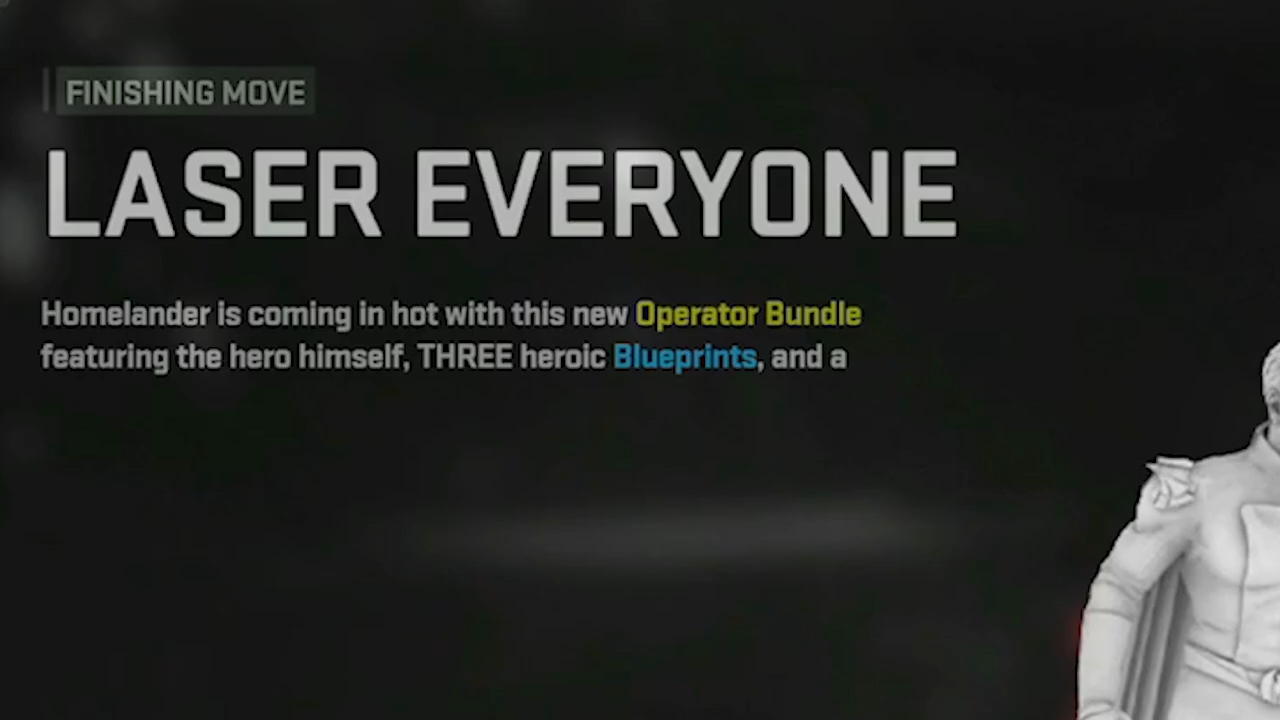 FINISHING MOVE
LASER EVERYONE
Homelander is coming in hot with this new Operator Bundle
featuring the hero himself, THREE heroic Blueprints, and a